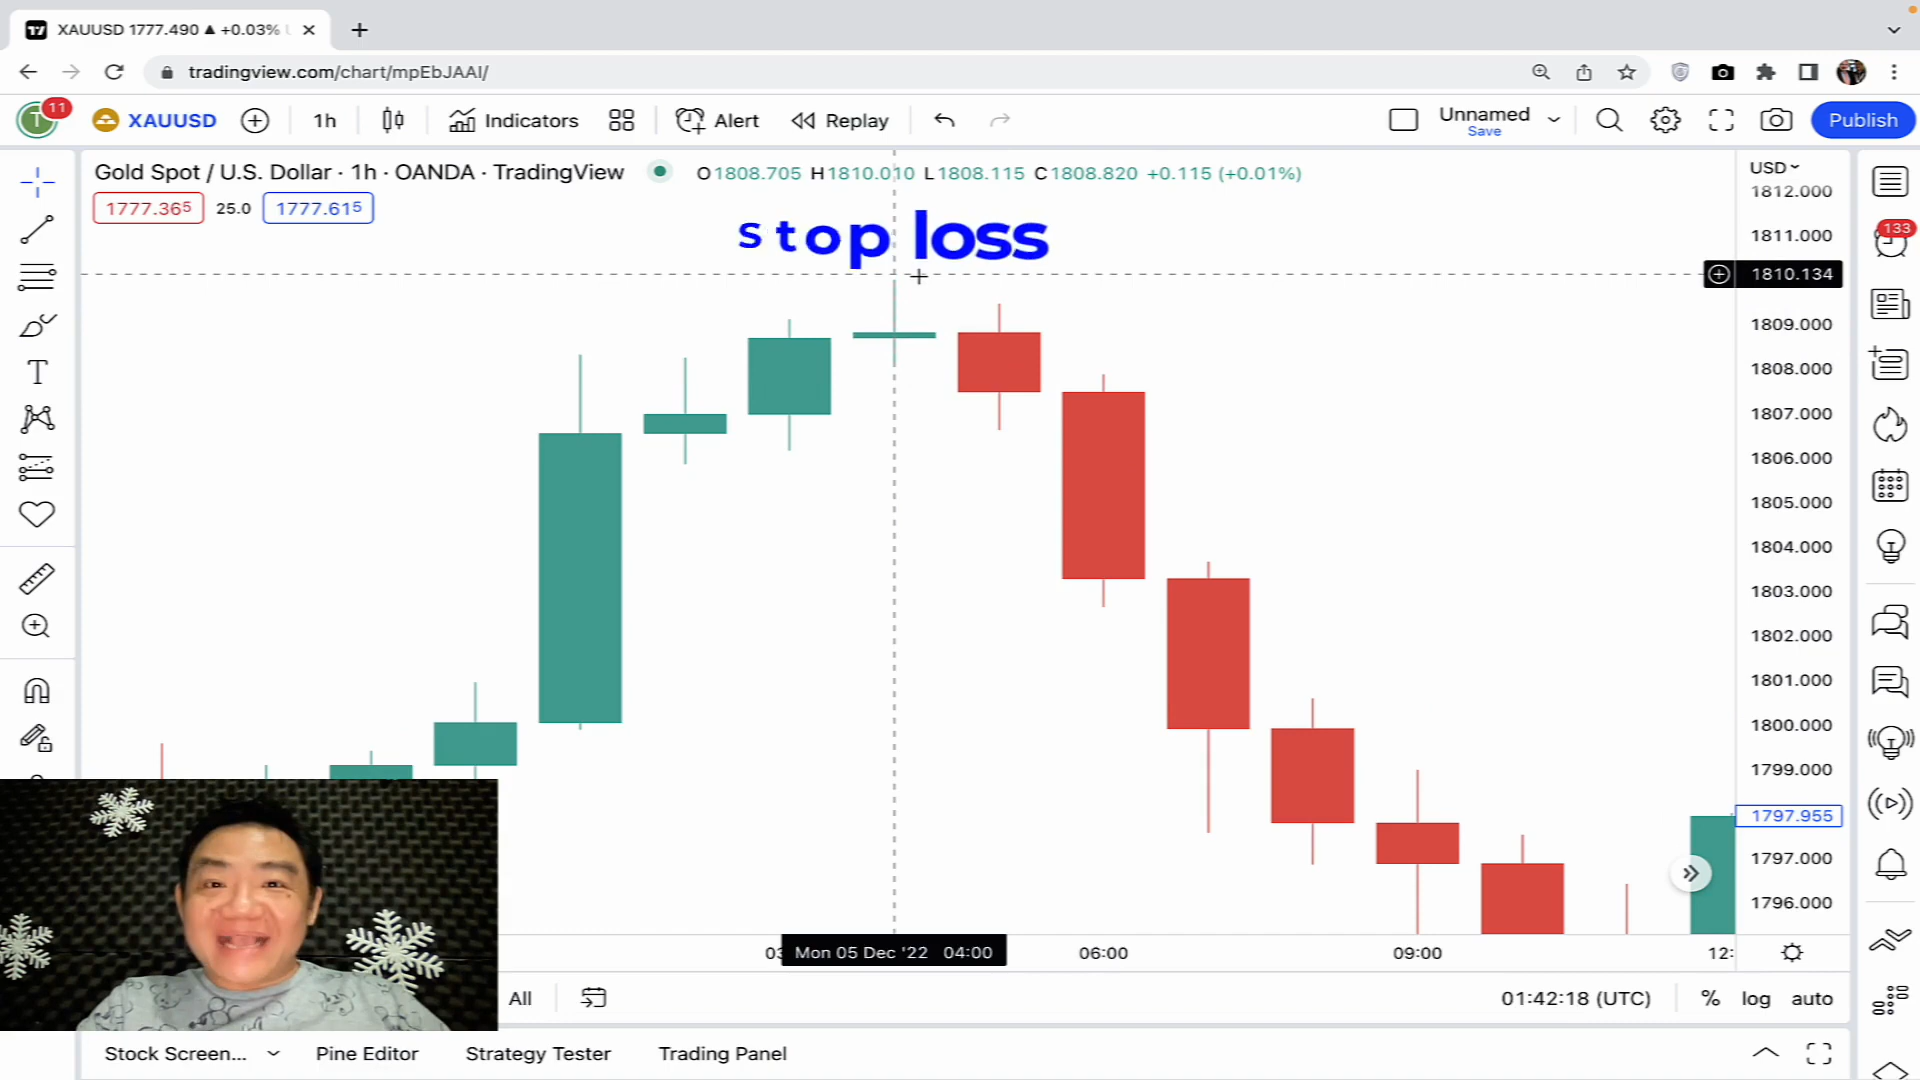 XAUUSD 1777.490 ▲ +0.03%
tradingview.com/chart/mpEbJAAI/
T 11 XAUUSD 1h Indicators Alert Replay Unnamed Save Publish
Gold Spot / U.S. Dollar · 1h · OANDA · TradingView O1808.705 H1810.010 L1808.115 C1808.820 +0.115 (+0.01%)
1777.365 25.0 1777.615
USD
1812.000
Stop loss
1811.000
133
1810.134
1809.000
1808.000
1807.000
1806.000
1805.000
1804.000
1803.000
1802.000
1801.000
1800.000
1799.000
1797.955
1797.000
1796.000
Mon 05 Dec '22 04:00 06:00 09:00 12:
All 01:42:18 (UTC) % log auto
Stock Screen... Pine Editor Strategy Tester Trading Panel